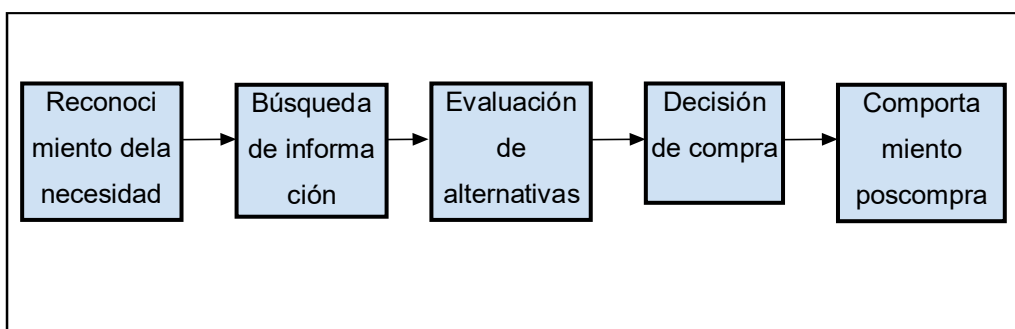 Reconoci
miento dela
necesidad
Búsqueda
de informa
ción
Evaluación
de
alternativas
Decisión
de compra
Comporta
miento
poscompra